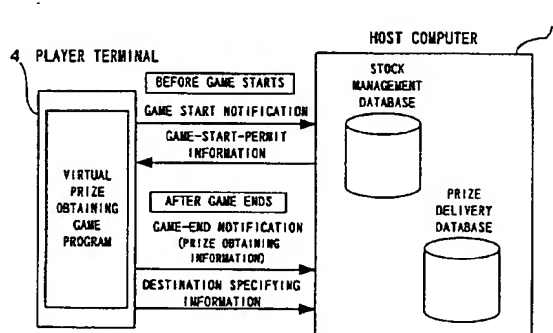 HOST COMPUTER
4 PLAYER TERMINAL
STOCK
MANAGEMENT
DATABASE
BEFORE GAME STARTS
GAME START NOTIFICATION
GAME-START-PERMIT
INFORMATION
VIRTUAL
PRIZE
OBTAINING
GAME
PROGRAM
AFTER GAME ENDS
GAME-END NOTIFICATION
(PRIZE OBTAINING
INFORMATION)
DESTINATION SPECIFYING
INFORMATION
PRIZE
DELIVERY
DATABASE